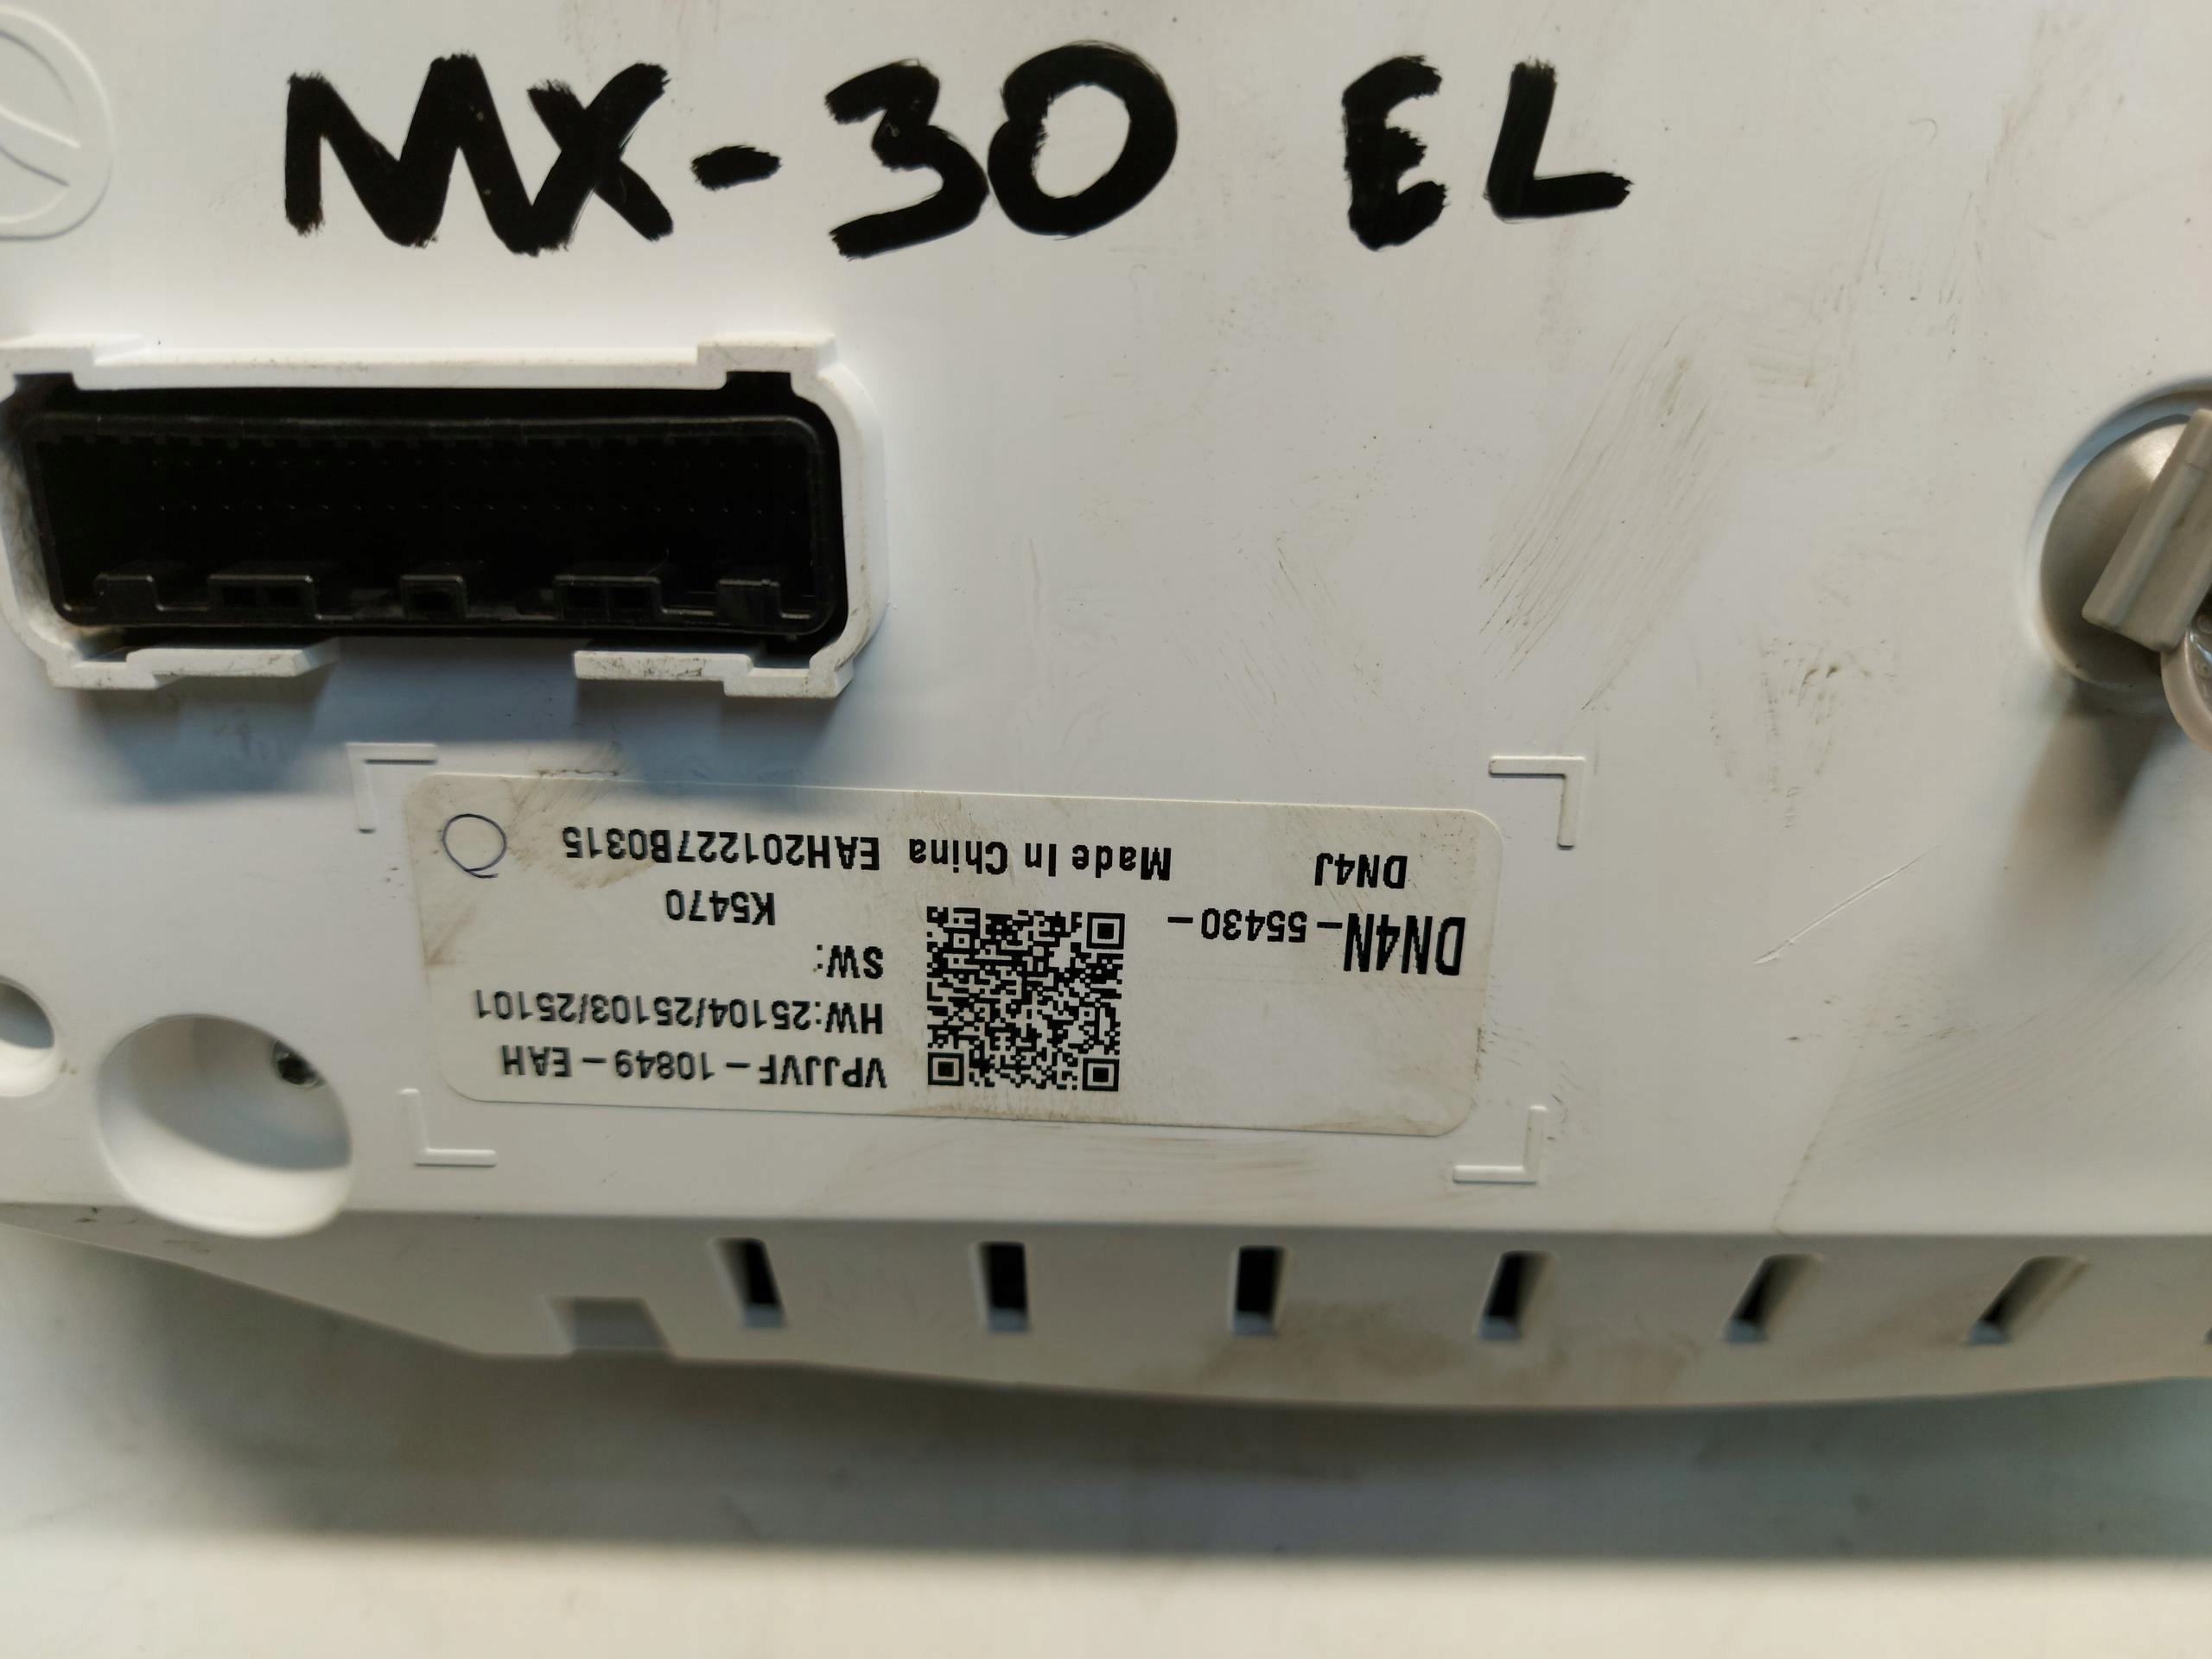 MX-30 EL
VPJJVF-10849-EAH
HW:25104/25103/25101
SW:
K5470
DN4N-55430-
DN4J
Made In China EAH201227B0315